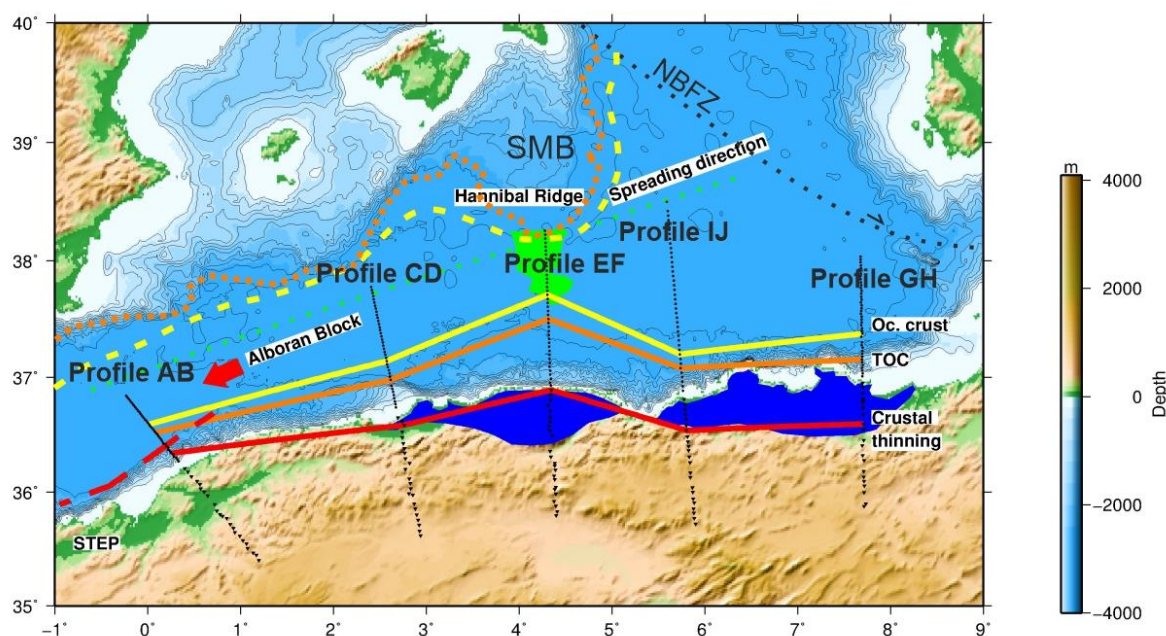 40˚
39˚
38˚
37˚
36˚
35˚
−1˚ 0˚ 1˚ 2˚ 3˚ 4˚ 5˚ 6˚ 7˚ 8˚ 9˚
NBFZ
SMB
Spreading direction
Hannibal Ridge
Profile IJ
Profile EF
Profile CD
Profile GH
Alboran Block
Oc. crust
Profile AB
TOC
Crustal
thinning
STEP
m
4000
2000
0
−2000
−4000
Depth